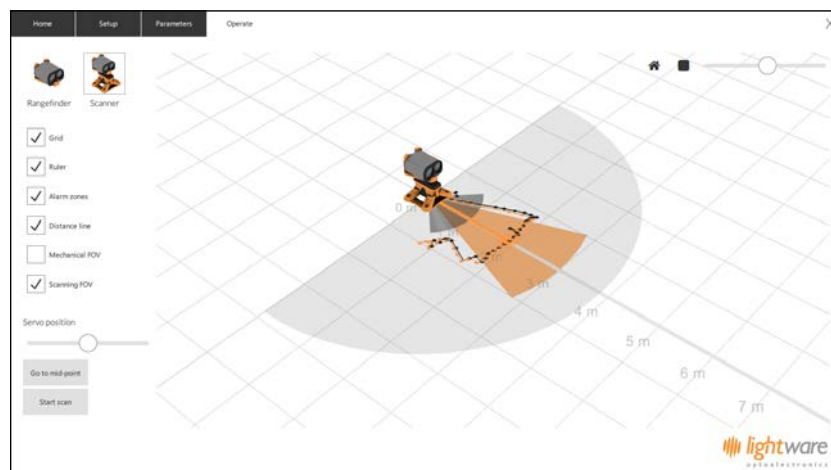 Home
Setup
Parameters
Operate
Rangefinder
Scanner
Grid
Ruler
Alarm zones
Distance line
Mechanical FOV
Scanning FOV
Servo position
Go to mid-point
Start scan
0 m
3 m
4 m
5 m
6 m
7 m
lightware
optoelectronics